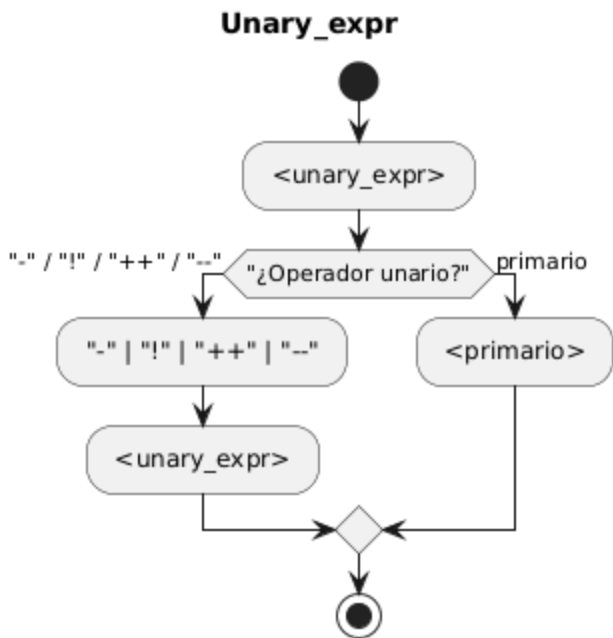 Unary_expr
<unary_expr>
"-" / "!" / "++" / "--"
"¿Operador unario?"
primario
"-" | "!" | "++" | "--"
<primario>
<unary_expr>